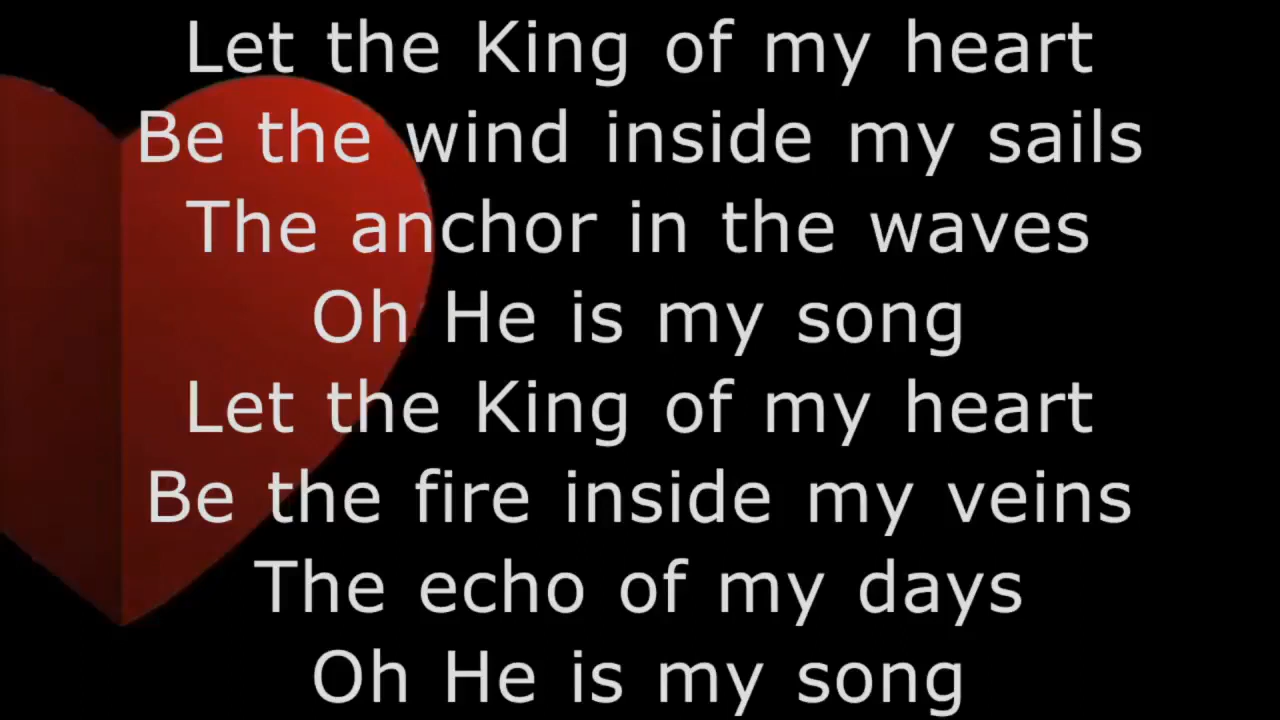 Let the King of my heart
Be the wind inside my sails
The anchor in the waves
Oh He is my song
Let the King of my heart
Be the fire inside my veins
The echo of my days
Oh He is my song